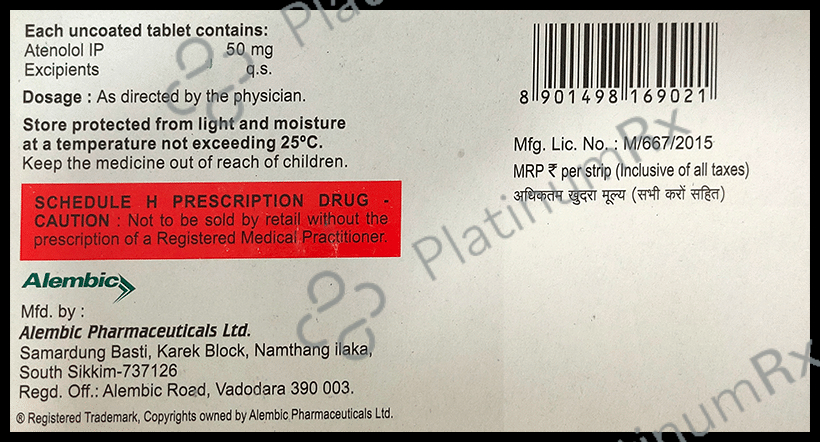 Each uncoated tablet contains:
Atenolol IP 50 mg
Excipients q.s.
Dosage : As directed by the physician.
Store protected from light and moisture
at a temperature not exceeding 25ºC.
Keep the medicine out of reach of children.
SCHEDULE H PRESCRIPTION DRUG -
CAUTION : Not to be sold by retail without the
prescription of a Registered Medical Practitioner.
Alembic
Mfd. by :
Alembic Pharmaceuticals Ltd.
Samardung Basti, Karek Block, Namthang ilaka,
South Sikkim-737126
Regd. Off.: Alembic Road, Vadodara 390 003.
® Registered Trademark, Copyrights owned by Alembic Pharmaceuticals Ltd.
8 901498 169021
Mfg. Lic. No. : M/667/2015
MRP ₹ per strip (Inclusive of all taxes)
अधिकतम खुदरा मूल्य (सभी करों सहित)
PlatinumRx
PlatinumRx
PlatinumRx